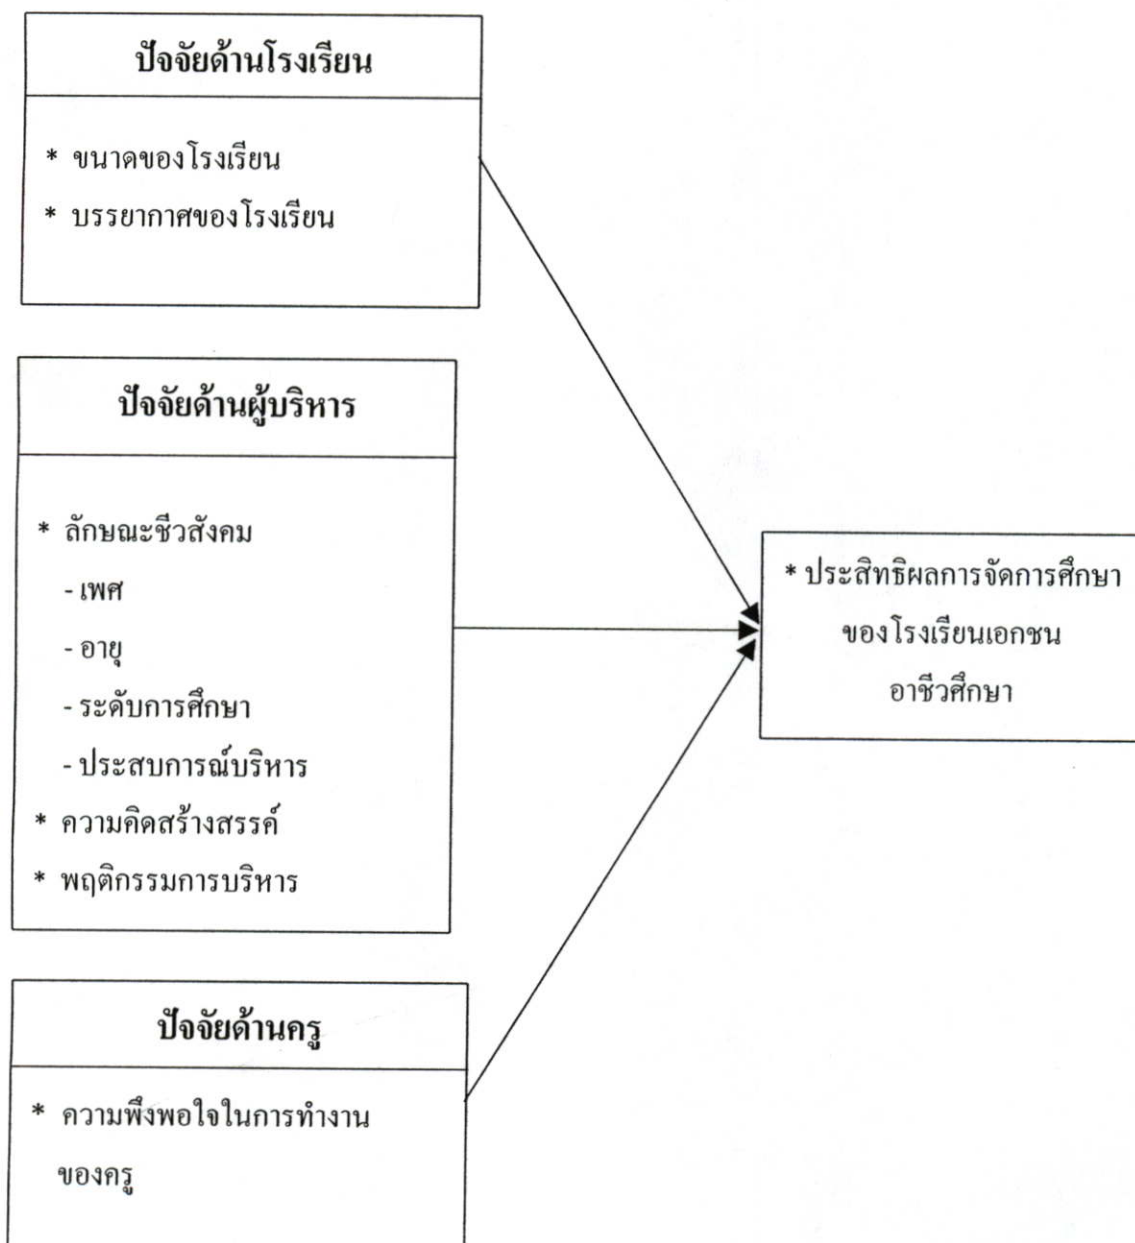 ปัจจัยด้านโรงเรียน
* ขนาดของโรงเรียน
* บรรยากาศของโรงเรียน
ปัจจัยด้านผู้บริหาร
* ลักษณะชีวสังคม
- เพศ
- อายุ
- ระดับการศึกษา
- ประสบการณ์บริหาร
* ความคิดสร้างสรรค์
* พฤติกรรมการบริหาร
ปัจจัยด้านครู
* ความพึงพอใจในการทำงาน
ของครู
* ประสิทธิผลการจัดการศึกษา
ของโรงเรียนเอกชน
อาชีวศึกษา